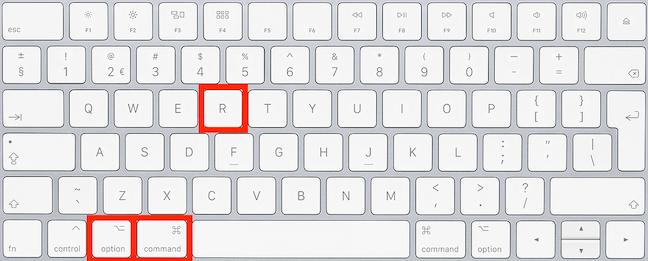 esc F1 F2 F3 F4 F5 F6 F7 F8 F9 F10 F11 F12
± ! @ # $ % ^ & * ( ) _ +
§ 1 2 € 3 4 5 6 7 8 9 0 - =
Q W E R T Y U I O P { }
[ ]
A S D F G H J K L : " |
; ' \
~ Z X C V B N M < > ?
` , . /
fn control option command command option